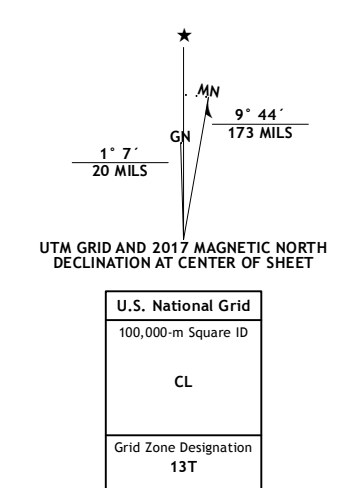 MN
9° 44´
173 MILS
GN
1° 7´
20 MILS
UTM GRID AND 2017 MAGNETIC NORTH
DECLINATION AT CENTER OF SHEET
U.S. National Grid
100,000-m Square ID
CL
Grid Zone Designation
13T